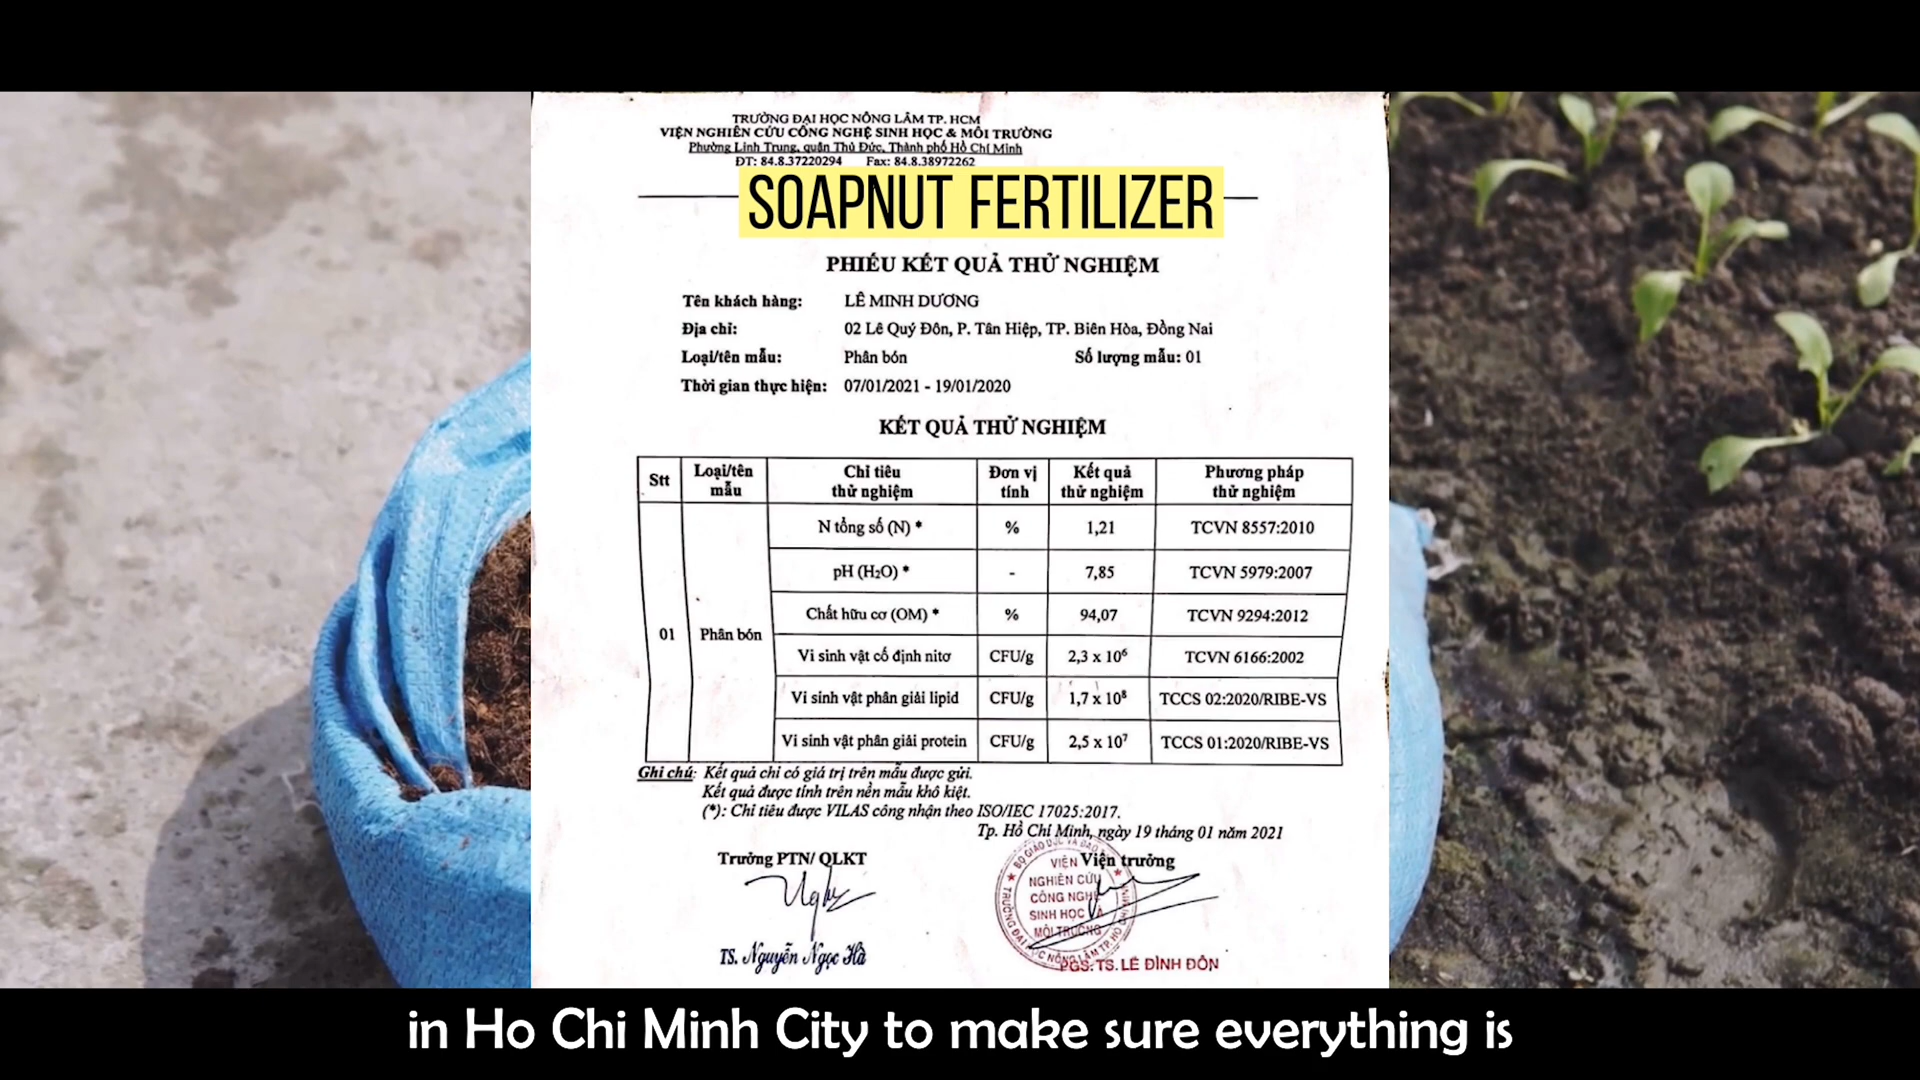 TRƯỜNG ĐẠI HỌC NÔNG LÂM TP. HCM
VIỆN NGHIÊN CỨU CÔNG NGHỆ SINH HỌC & MÔI TRƯỜNG
Phường Linh Trung, quận Thủ Đức, Thành phố Hồ Chí Minh
ĐT: 84.8.37220294 Fax: 84.8.38972262
SOAPNUT FERTILIZER
PHIẾU KẾT QUẢ THỬ NGHIỆM
Tên khách hàng: LÊ MINH DƯƠNG
Địa chỉ: 02 Lê Quý Đôn, P. Tân Hiệp, TP. Biên Hòa, Đồng Nai
Loại/tên mẫu: Phân bón Số lượng mẫu: 01
Thời gian thực hiện: 07/01/2021 - 19/01/2020
KẾT QUẢ THỬ NGHIỆM
Stt Loại/tên mẫu Chỉ tiêu thử nghiệm Đơn vị tính Kết quả thử nghiệm Phương pháp thử nghiệm
01 Phân bón
N tổng số (N) * % 1,21 TCVN 8557:2010
pH (H₂O) * - 7,85 TCVN 5979:2007
Chất hữu cơ (OM) * % 94,07 TCVN 9294:2012
Vi sinh vật cố định nitơ CFU/g 2,3 x 10⁶ TCVN 6166:2002
Vi sinh vật phân giải lipid CFU/g 1,7 x 10⁸ TCCS 02:2020/RIBE-VS
Vi sinh vật phân giải protein CFU/g 2,5 x 10⁷ TCCS 01:2020/RIBE-VS
Ghi chú: Kết quả chỉ có giá trị trên mẫu được gửi.
Kết quả được tính trên nền mẫu khô kiệt.
(*): Chỉ tiêu được VILAS công nhận theo ISO/IEC 17025:2017.
Tp. Hồ Chí Minh, ngày 19 tháng 01 năm 2021
Trưởng PTN/ QLKT
Viện trưởng
VIỆN
NGHIÊN CỨU
CÔNG NGHỆ
SINH HỌC VÀ
MÔI TRƯỜNG
TS. Nguyễn Ngọc Hà
PGS. TS. LÊ ĐÌNH ĐÔN
in Ho Chi Minh City to make sure everything is